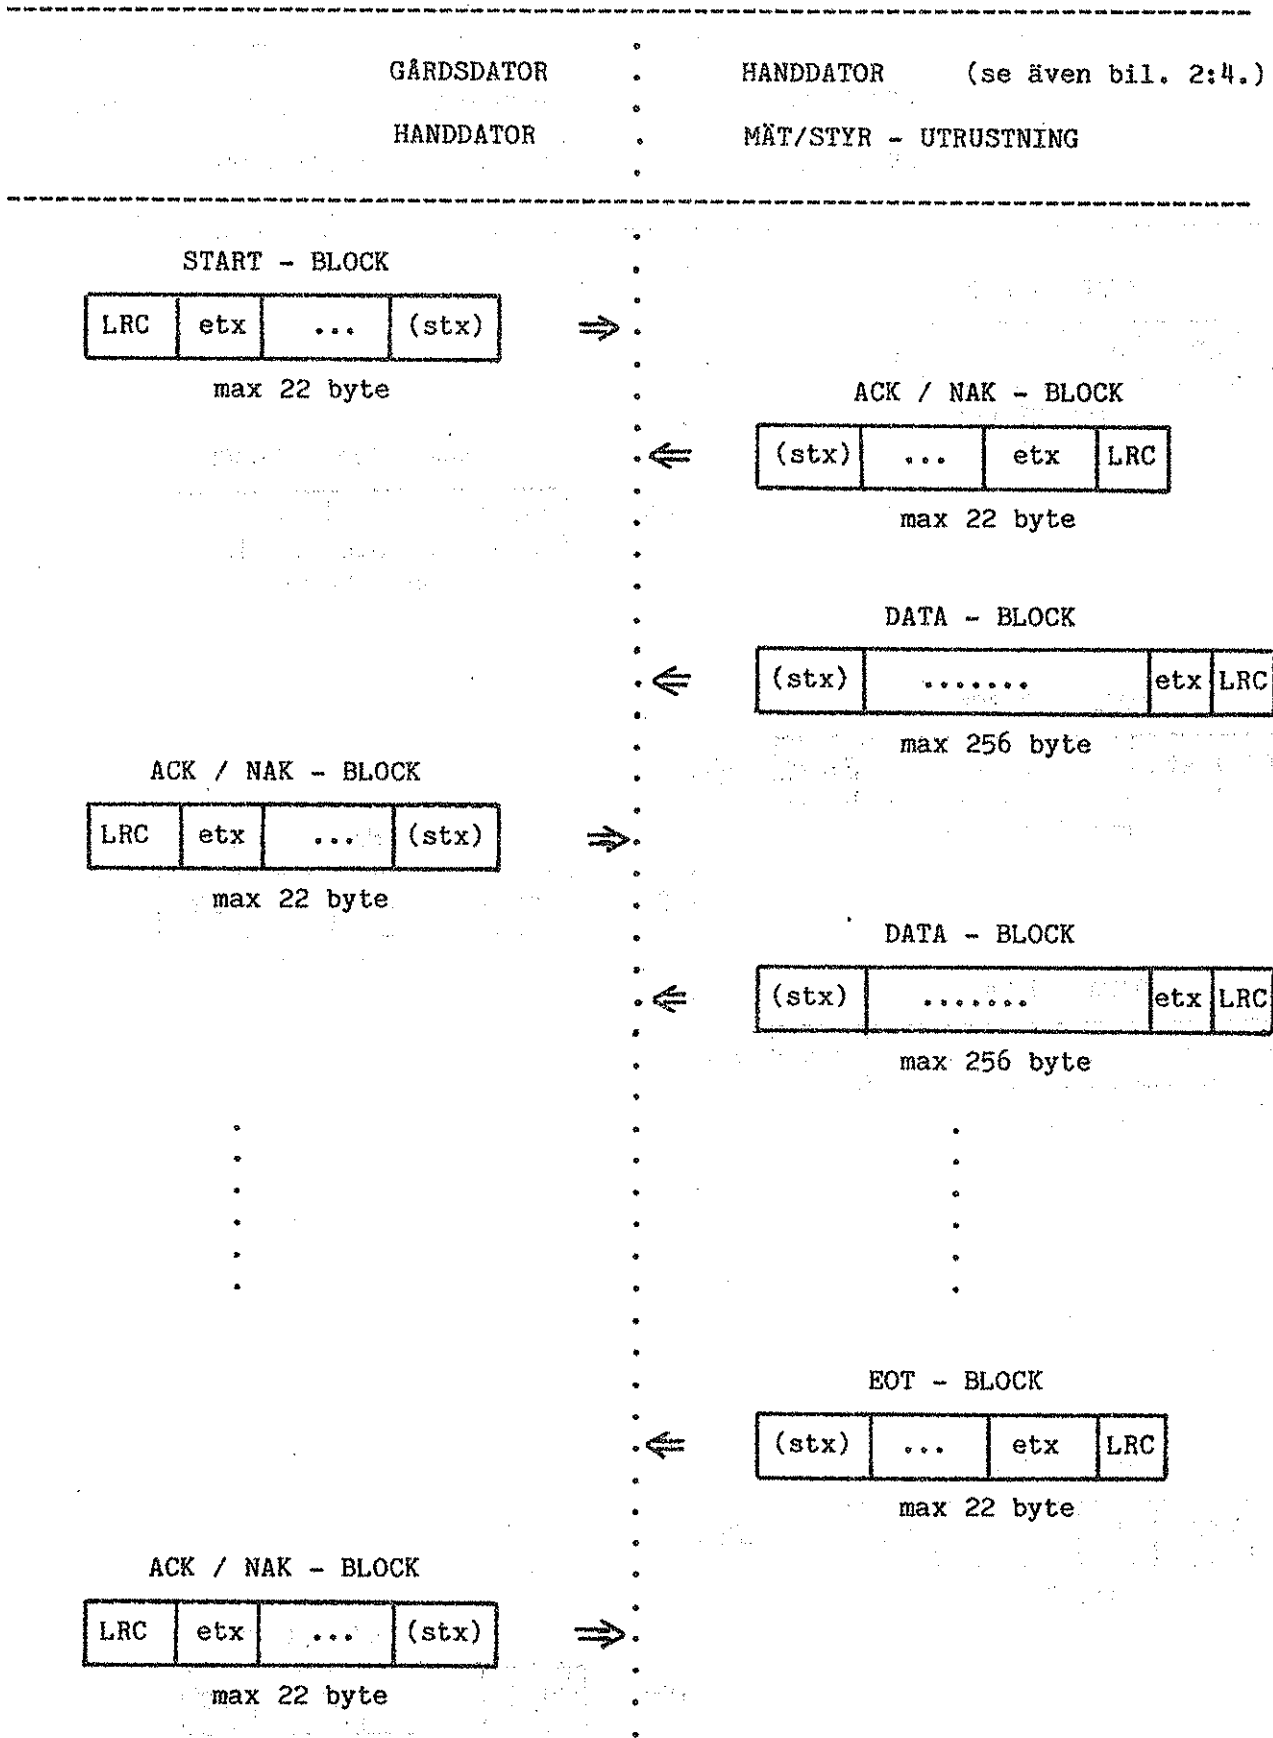 GÅRDSDATOR HANDDATOR (se även bil. 2:4.)
HANDDATOR MÄT/STYR - UTRUSTNING
START - BLOCK
LRC etx ... (stx)
max 22 byte
ACK / NAK - BLOCK
(stx) ... etx LRC
max 22 byte
DATA - BLOCK
(stx) ....... etx LRC
max 256 byte
ACK / NAK - BLOCK
LRC etx ... (stx)
max 22 byte
DATA - BLOCK
(stx) ....... etx LRC
max 256 byte
EOT - BLOCK
(stx) ... etx LRC
max 22 byte
ACK / NAK - BLOCK
LRC etx ... (stx)
max 22 byte